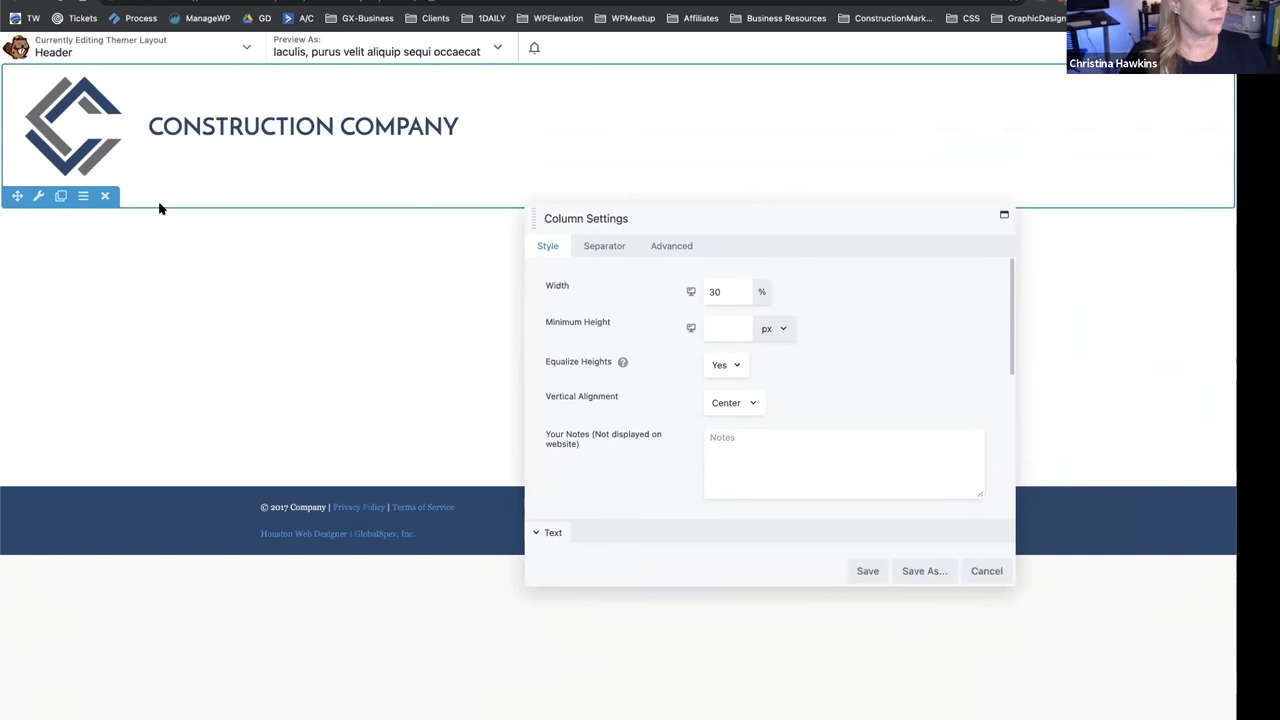 TW
Tickets
Process
ManageWP
GD
A/C
GX-Business
Clients
1DAILY
WPElevation
WPMeetup
Affiliates
Business Resources
ConstructionMark...
CSS
GraphicDesign
Currently Editing Themer Layout
Header
Preview As:
Iaculis, purus velit aliquip sequi occaecat
Christina Hawkins
CONSTRUCTION COMPANY
Column Settings
Style
Separator
Advanced
Width
30
%
Minimum Height
px
Equalize Heights
?
Yes
Vertical Alignment
Center
Your Notes (Not displayed on
website)
Notes
© 2017 Company | Privacy Policy | Terms of Service
Houston Web Designer | GlobalSpex, Inc.
Text
Save
Save As...
Cancel